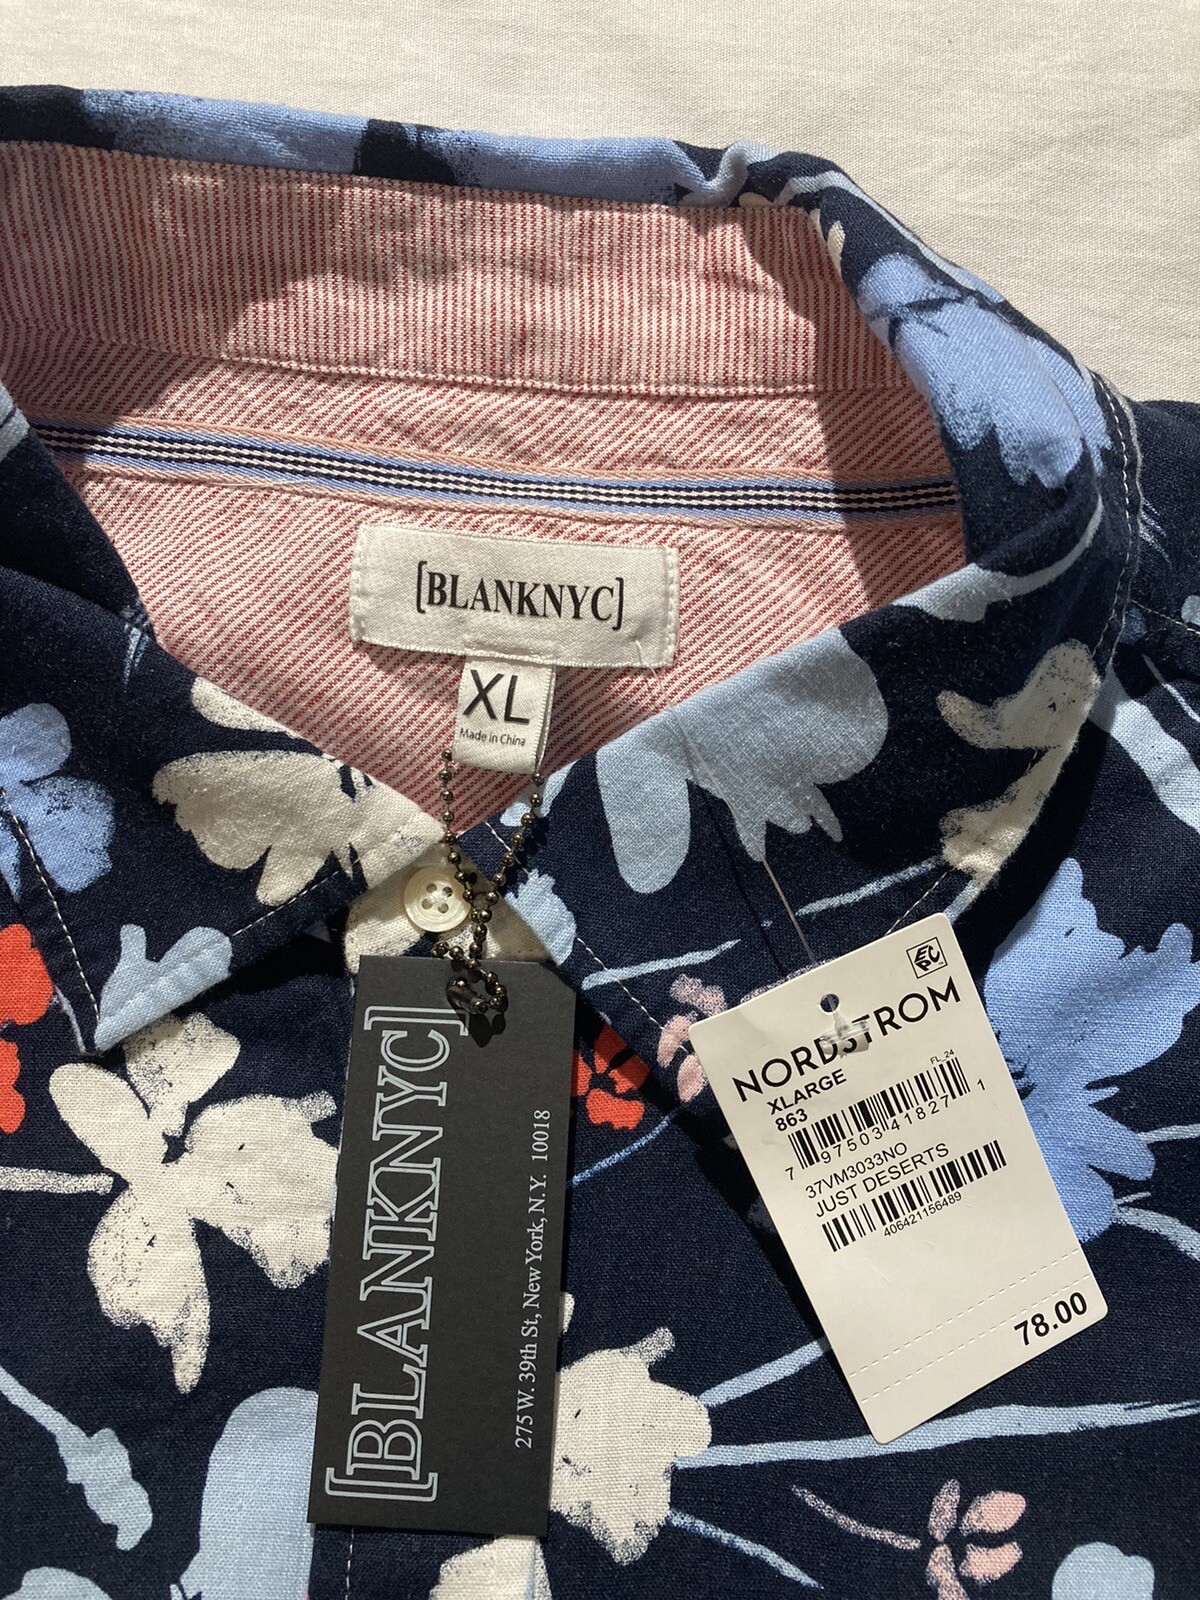 [BLANKNYC]
XL
Made in China
[BLANKNYC]
275 W. 39th St, New York, N.Y. 10018
EPC
NORDSTROM
FL_24
XLARGE
863
7 97503 41827 1
37VM3033NO
JUST DESERTS
406421156489
78.00